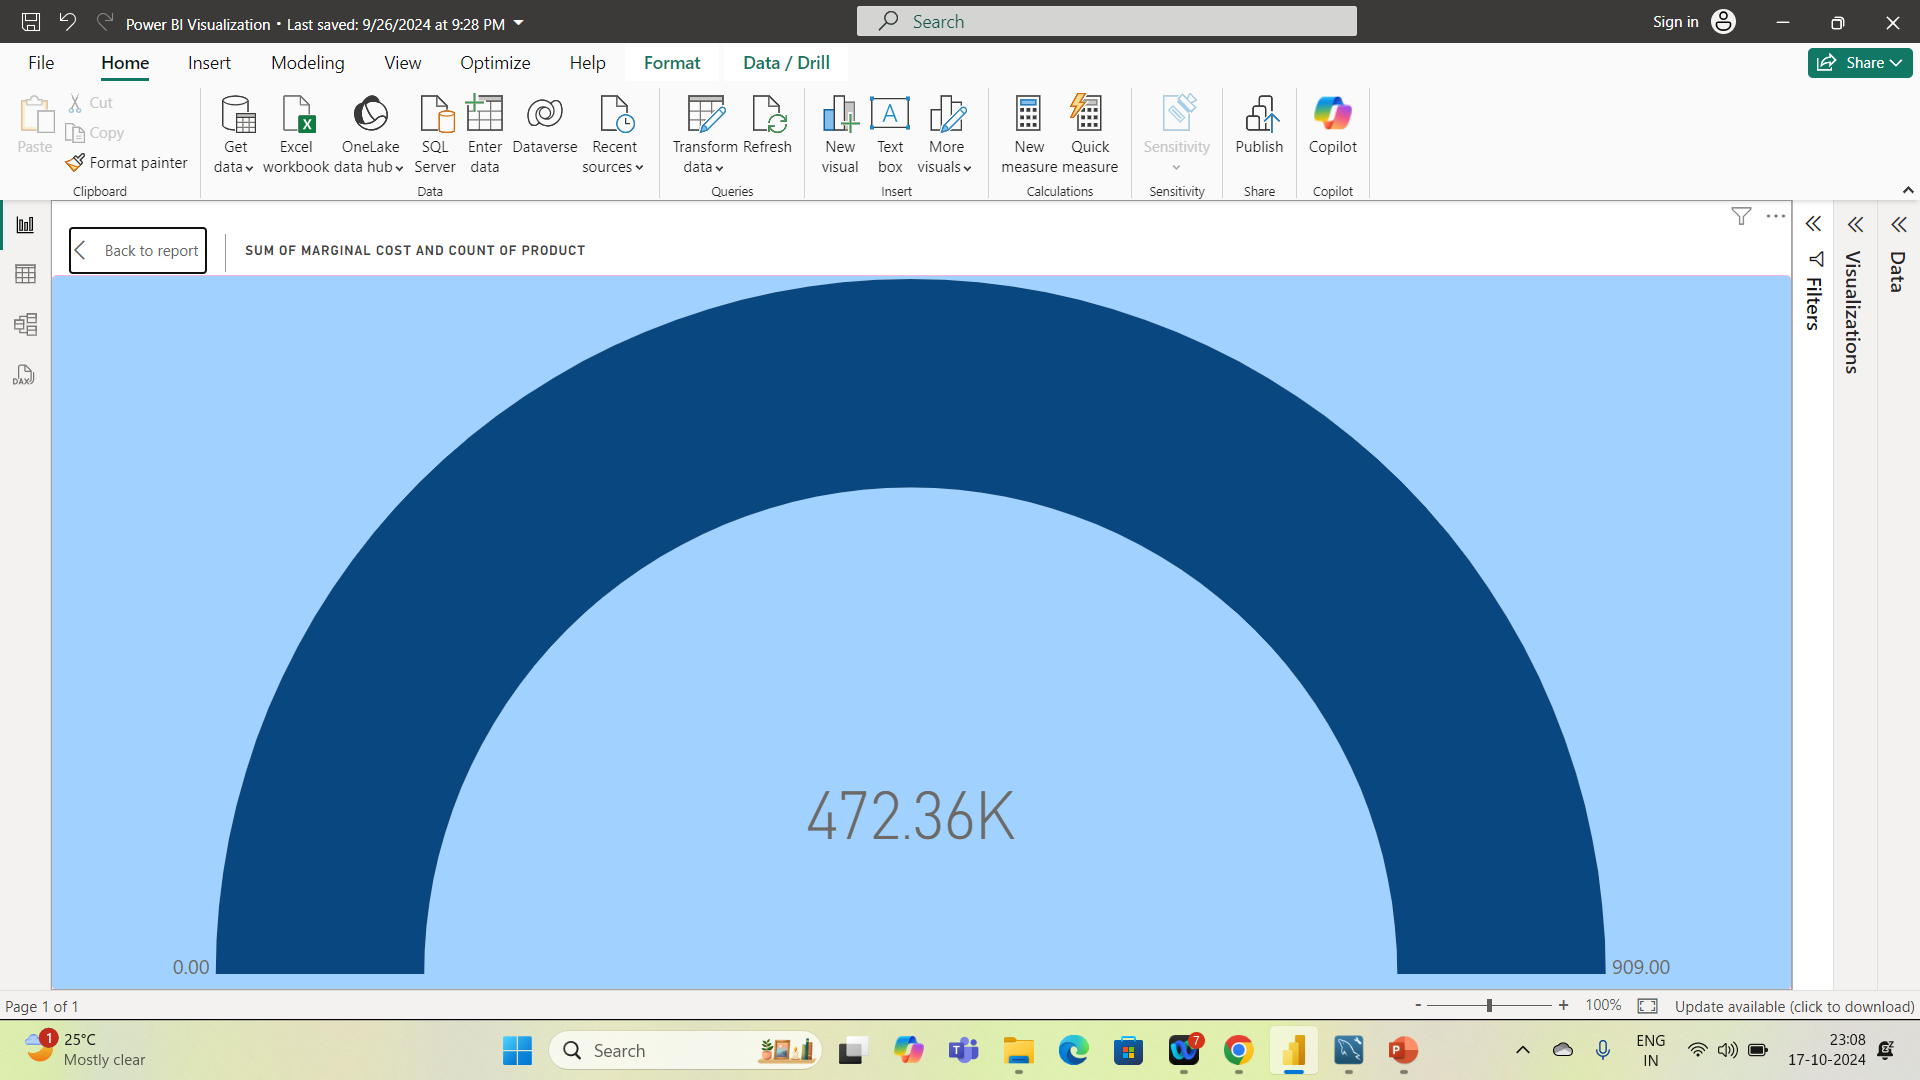 Power BI Visualization • Last saved: 9/26/2024 at 9:28 PM
Search
Sign in
File Home Insert Modeling View Optimize Help Format Data / Drill
Share
Paste
Cut
Copy
Format painter
Clipboard
Get data
Excel workbook
OneLake data hub
SQL Server
Enter data
Dataverse
Recent sources
Data
Transform data
Refresh
Queries
New visual
A
Text box
More visuals
Insert
New measure
Quick measure
Calculations
Sensitivity
Sensitivity
Publish
Share
Copilot
Copilot
Back to report
SUM OF MARGINAL COST AND COUNT OF PRODUCT
Filters
Visualizations
Data
DAX
472.36K
0.00
909.00
Page 1 of 1
- + 100%
Update available (click to download)
1
25°C
Mostly clear
Search
7
ENG
IN
23:08
17-10-2024